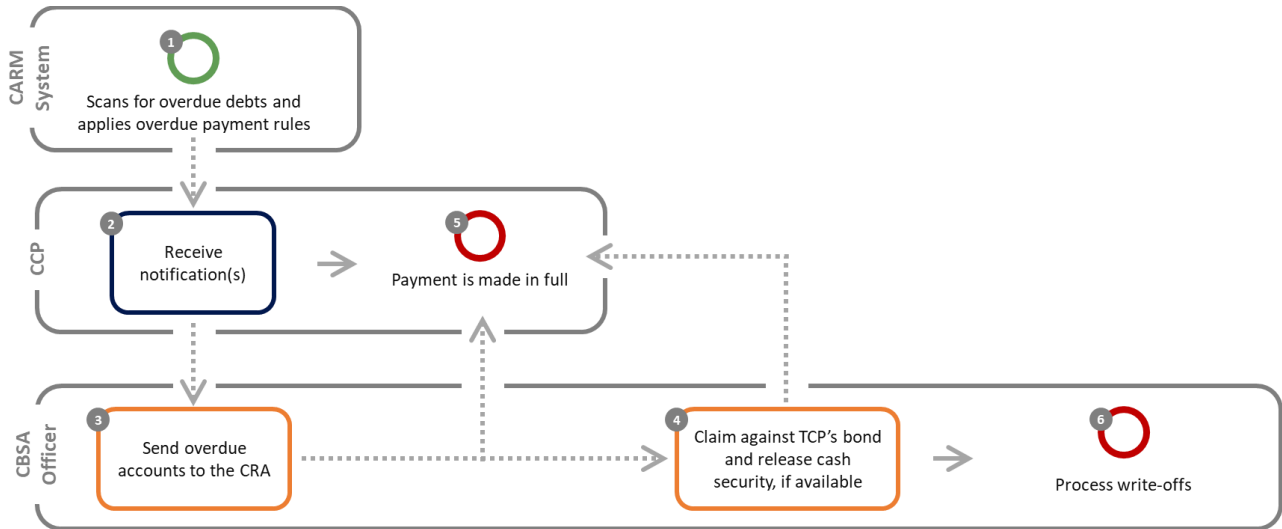 CARM
System
1
Scans for overdue debts and
applies overdue payment rules
CCP
2
Receive
notification(s)
5
Payment is made in full
CBSA
Officer
3
Send overdue
accounts to the CRA
4
Claim against TCP's bond
and release cash
security, if available
6
Process write-offs